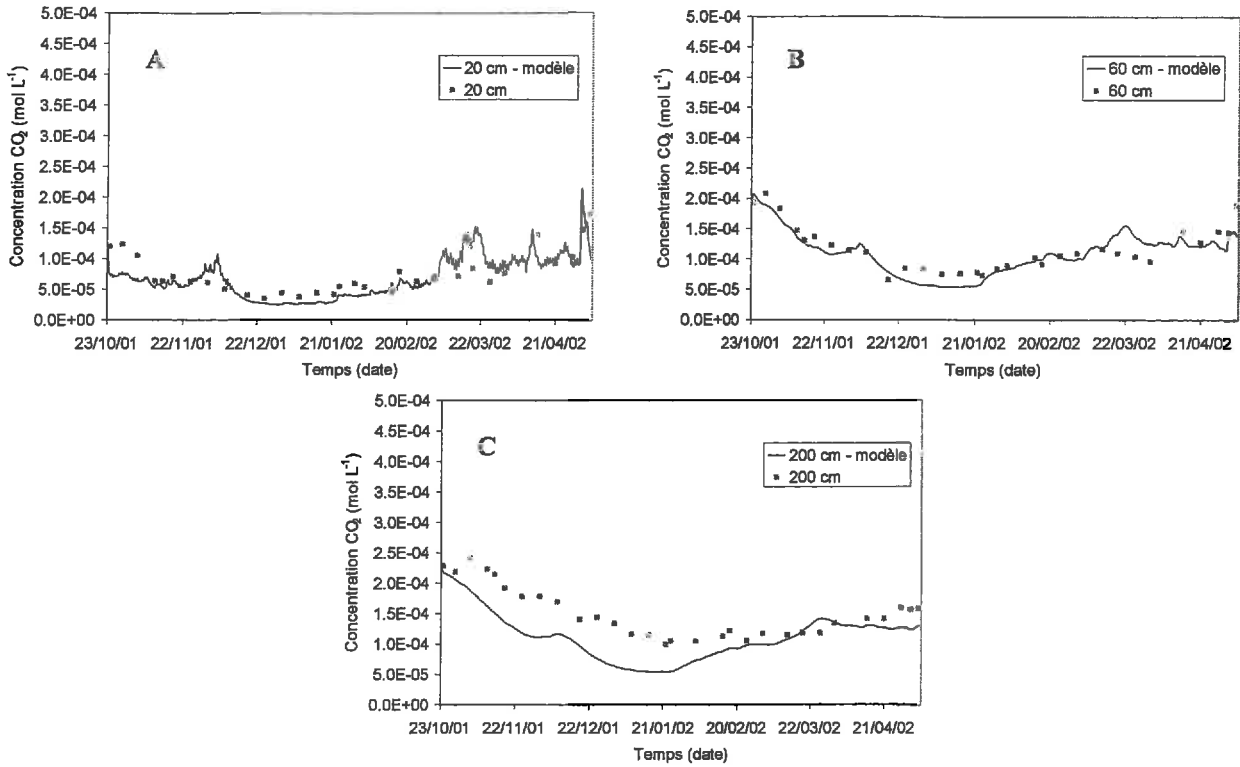 A
Concentration CO₂ (mol L⁻¹)
5.0E-04
4.5E-04
4.0E-04
3.5E-04
3.0E-04
2.5E-04
2.0E-04
1.5E-04
1.0E-04
5.0E-05
0.0E+00
20 cm - modèle
20 cm
23/10/01 22/11/01 22/12/01 21/01/02 20/02/02 22/03/02 21/04/02
Temps (date)
B
Concentration CO₂ (mol L⁻¹)
5.0E-04
4.5E-04
4.0E-04
3.5E-04
3.0E-04
2.5E-04
2.0E-04
1.5E-04
1.0E-04
5.0E-05
0.0E+00
60 cm - modèle
60 cm
23/10/01 22/11/01 22/12/01 21/01/02 20/02/02 22/03/02 21/04/02
Temps (date)
C
Concentration CO₂ (mol L⁻¹)
5.0E-04
4.5E-04
4.0E-04
3.5E-04
3.0E-04
2.5E-04
2.0E-04
1.5E-04
1.0E-04
5.0E-05
0.0E+00
200 cm - modèle
200 cm
23/10/01 22/11/01 22/12/01 21/01/02 20/02/02 22/03/02 21/04/02
Temps (date)